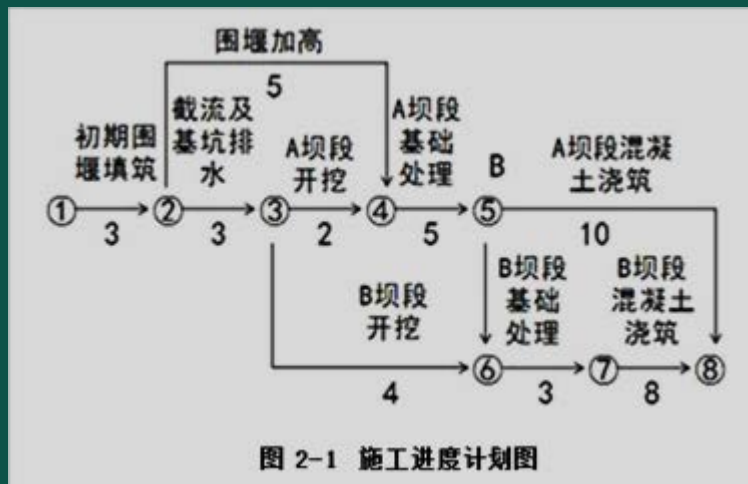 围堰加高
5
初期围
堰填筑
截流及
基坑排
水
A坝段
开挖
A坝段
基础
处理
B
A坝段混凝
土浇筑
① ② ③ ④ ⑤
3 3 2 5 10
B坝段
开挖
B坝段
基础
处理
B坝段
混凝土
浇筑
⑥ ⑦ ⑧
4 3 8
图 2-1 施工进度计划图